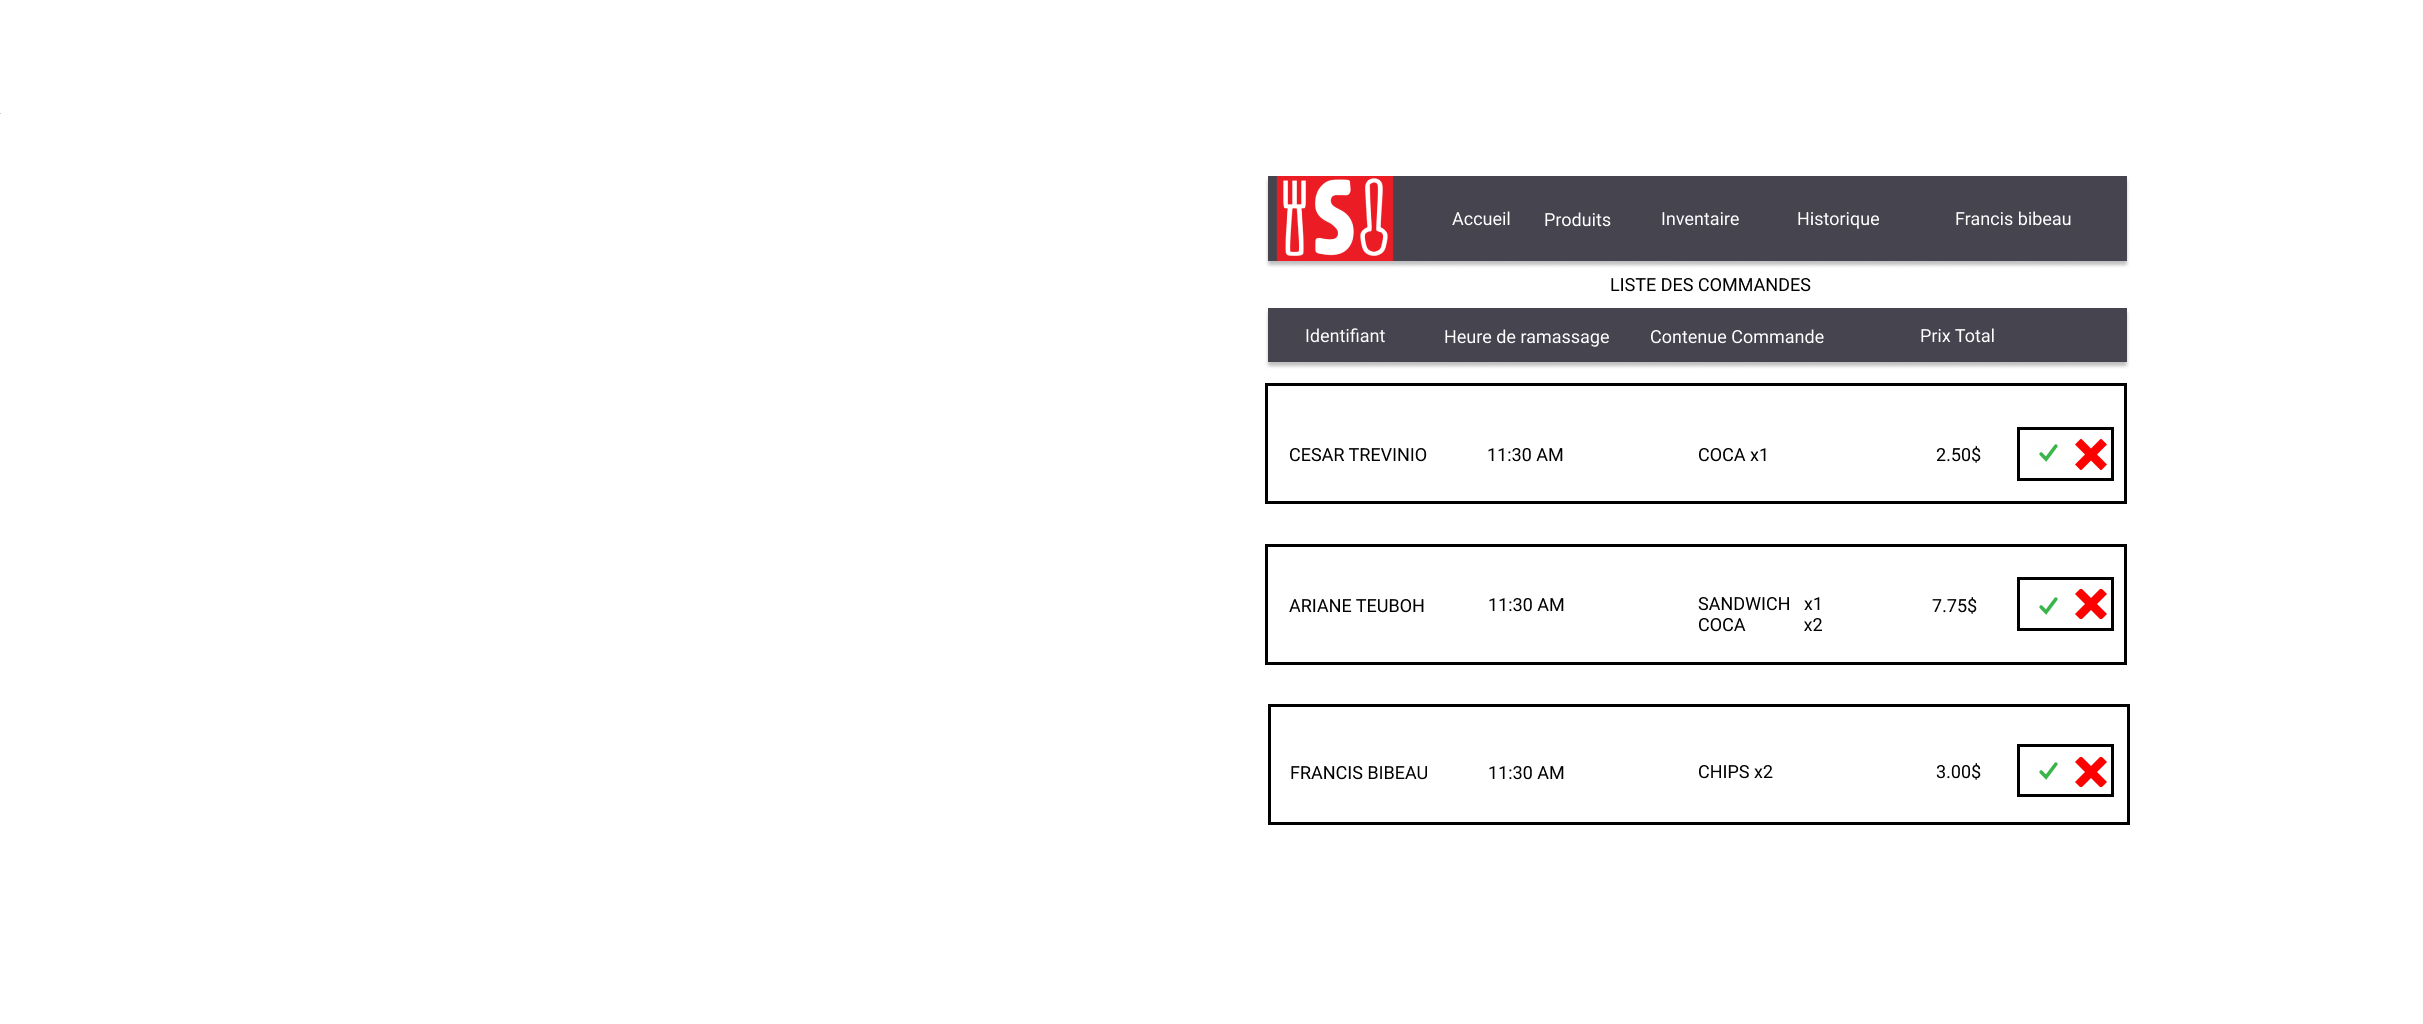 S
Accueil Produits Inventaire Historique Francis bibeau
LISTE DES COMMANDES
Identifiant Heure de ramassage Contenue Commande Prix Total
CESAR TREVINIO 11:30 AM COCA x1 2.50$
ARIANE TEUBOH 11:30 AM SANDWICH x1 7.75$
COCA x2
FRANCIS BIBEAU 11:30 AM CHIPS x2 3.00$